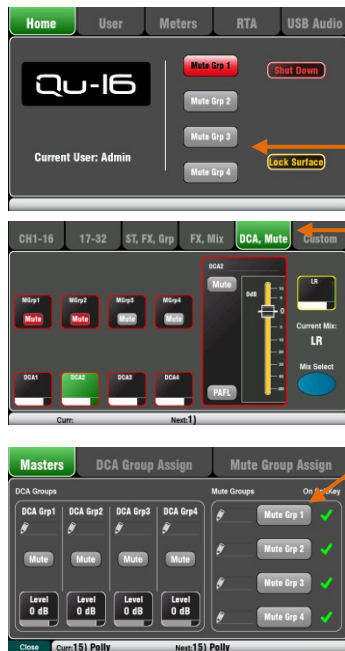 Home User Meters RTA USB Audio
Mute Grp 1
Shut Down
Qu-16
Mute Grp 2
Mute Grp 3
Current User: Admin
Lock Surface
Mute Grp 4
CH1-16 17-32 ST, FX, Grp FX, Mix DCA, Mute Custom
DCA2
Mute
LR
0dB
MGrp1 MGrp2 MGrp3 MGrp4
Mute Mute Mute Mute
Current Mix:
LR
Mix Select
DCA1 DCA2 DCA3 DCA4
PAFL
Curr: Next:1)
Masters DCA Group Assign Mute Group Assign
DCA Groups Mute Groups
DCA Grp1 DCA Grp2 DCA Grp3 DCA Grp4
Mute Grp 1
Mute Mute Mute Mute
Mute Grp 2
Level Level Level Level
0 dB 0 dB 0 dB 0 dB
Mute Grp 3
Mute Grp 4
Close Curr:15) Polly Next:15) Polly